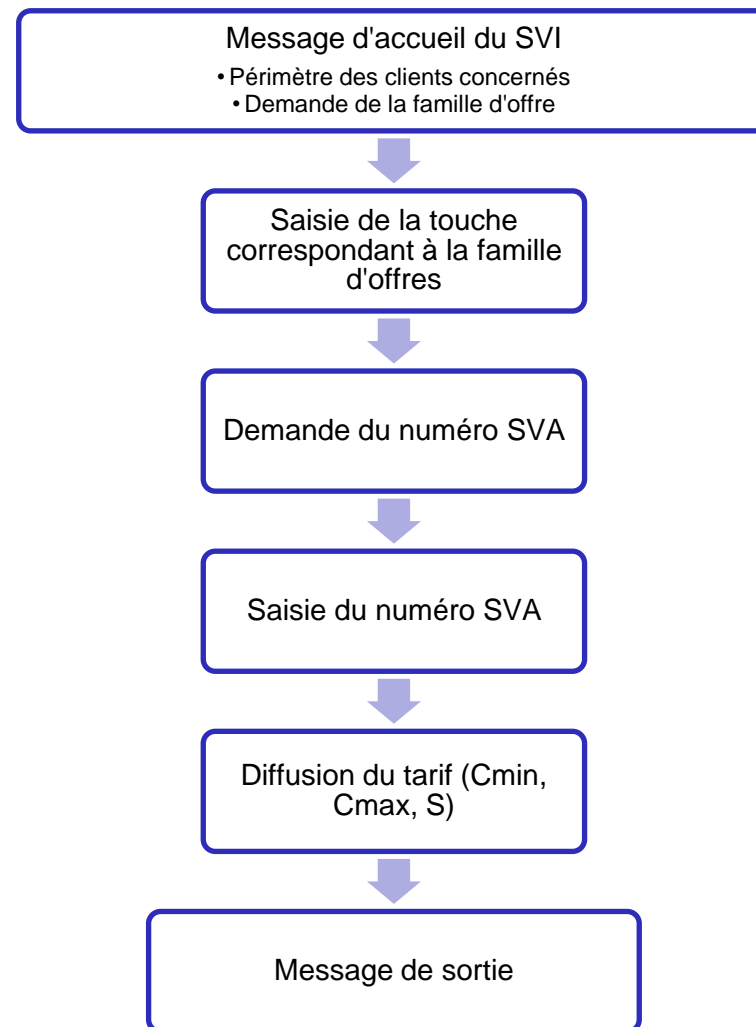 Message d'accueil du SVI
• Périmètre des clients concernés
• Demande de la famille d'offre
Saisie de la touche
correspondant à la famille
d'offres
Demande du numéro SVA
Saisie du numéro SVA
Diffusion du tarif (Cmin,
Cmax, S)
Message de sortie